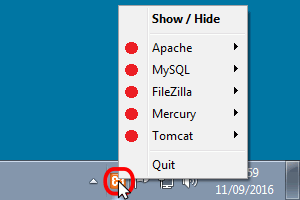 Show / Hide
Apache
MySQL
FileZilla
Mercury
Tomcat
Quit
11/09/2016